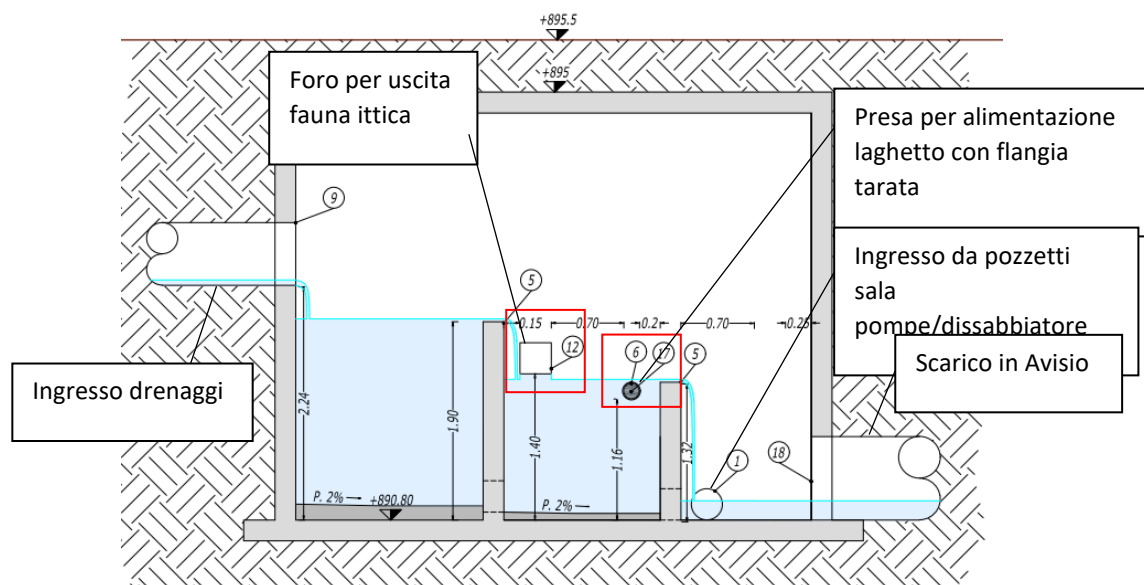 +895.5
+895
Foro per uscita
fauna ittica
Presa per alimentazione
laghetto con flangia
tarata
9
Ingresso da pozzetti
sala
pompe/dissabbiatore
5
0.15
0.70
0.2
0.70
0.25
12
6
17
5
Scarico in Avisio
Ingresso drenaggi
2.24
1.90
1.40
1.16
1.32
1
18
P. 2%
+890.80
P. 2%